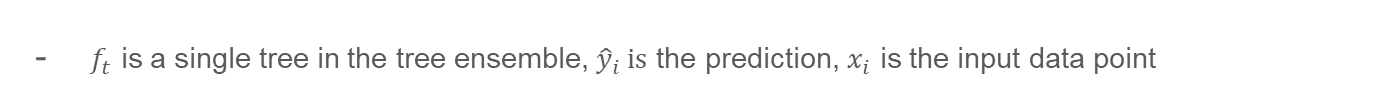 - f_t is a single tree in the tree ensemble, ŷ_i is the prediction, x_i is the input data point